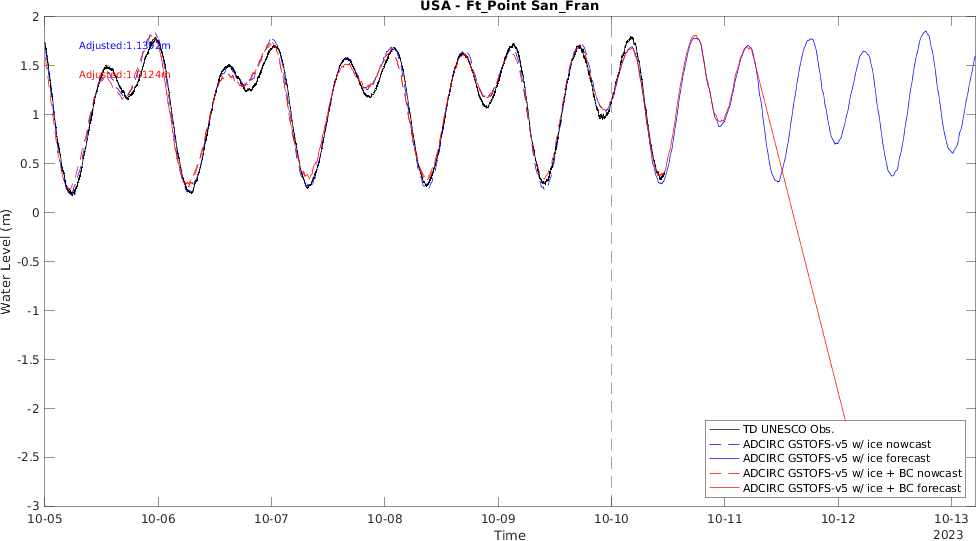 USA - Ft_Point San_Fran
2
1.5
1
0.5
0
-0.5
-1
-1.5
-2
-2.5
-3
Water Level (m)
Adjusted:1.1392m
Adjusted:1.0124m
TD UNESCO Obs.
ADCIRC GSTOFS-v5 w/ ice nowcast
ADCIRC GSTOFS-v5 w/ ice forecast
ADCIRC GSTOFS-v5 w/ ice + BC nowcast
ADCIRC GSTOFS-v5 w/ ice + BC forecast
10-05 10-06 10-07 10-08 10-09 10-10 10-11 10-12 10-13
Time
2023